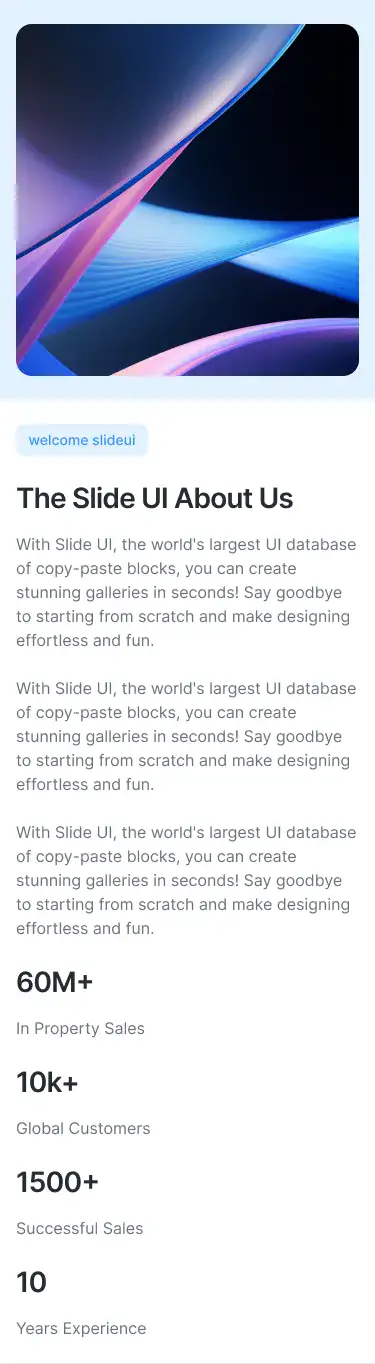 welcome slideui
The Slide UI About Us
With Slide UI, the world's largest UI database
of copy-paste blocks, you can create
stunning galleries in seconds! Say goodbye
to starting from scratch and make designing
effortless and fun.
With Slide UI, the world's largest UI database
of copy-paste blocks, you can create
stunning galleries in seconds! Say goodbye
to starting from scratch and make designing
effortless and fun.
With Slide UI, the world's largest UI database
of copy-paste blocks, you can create
stunning galleries in seconds! Say goodbye
to starting from scratch and make designing
effortless and fun.
60M+
In Property Sales
10k+
Global Customers
1500+
Successful Sales
10
Years Experience